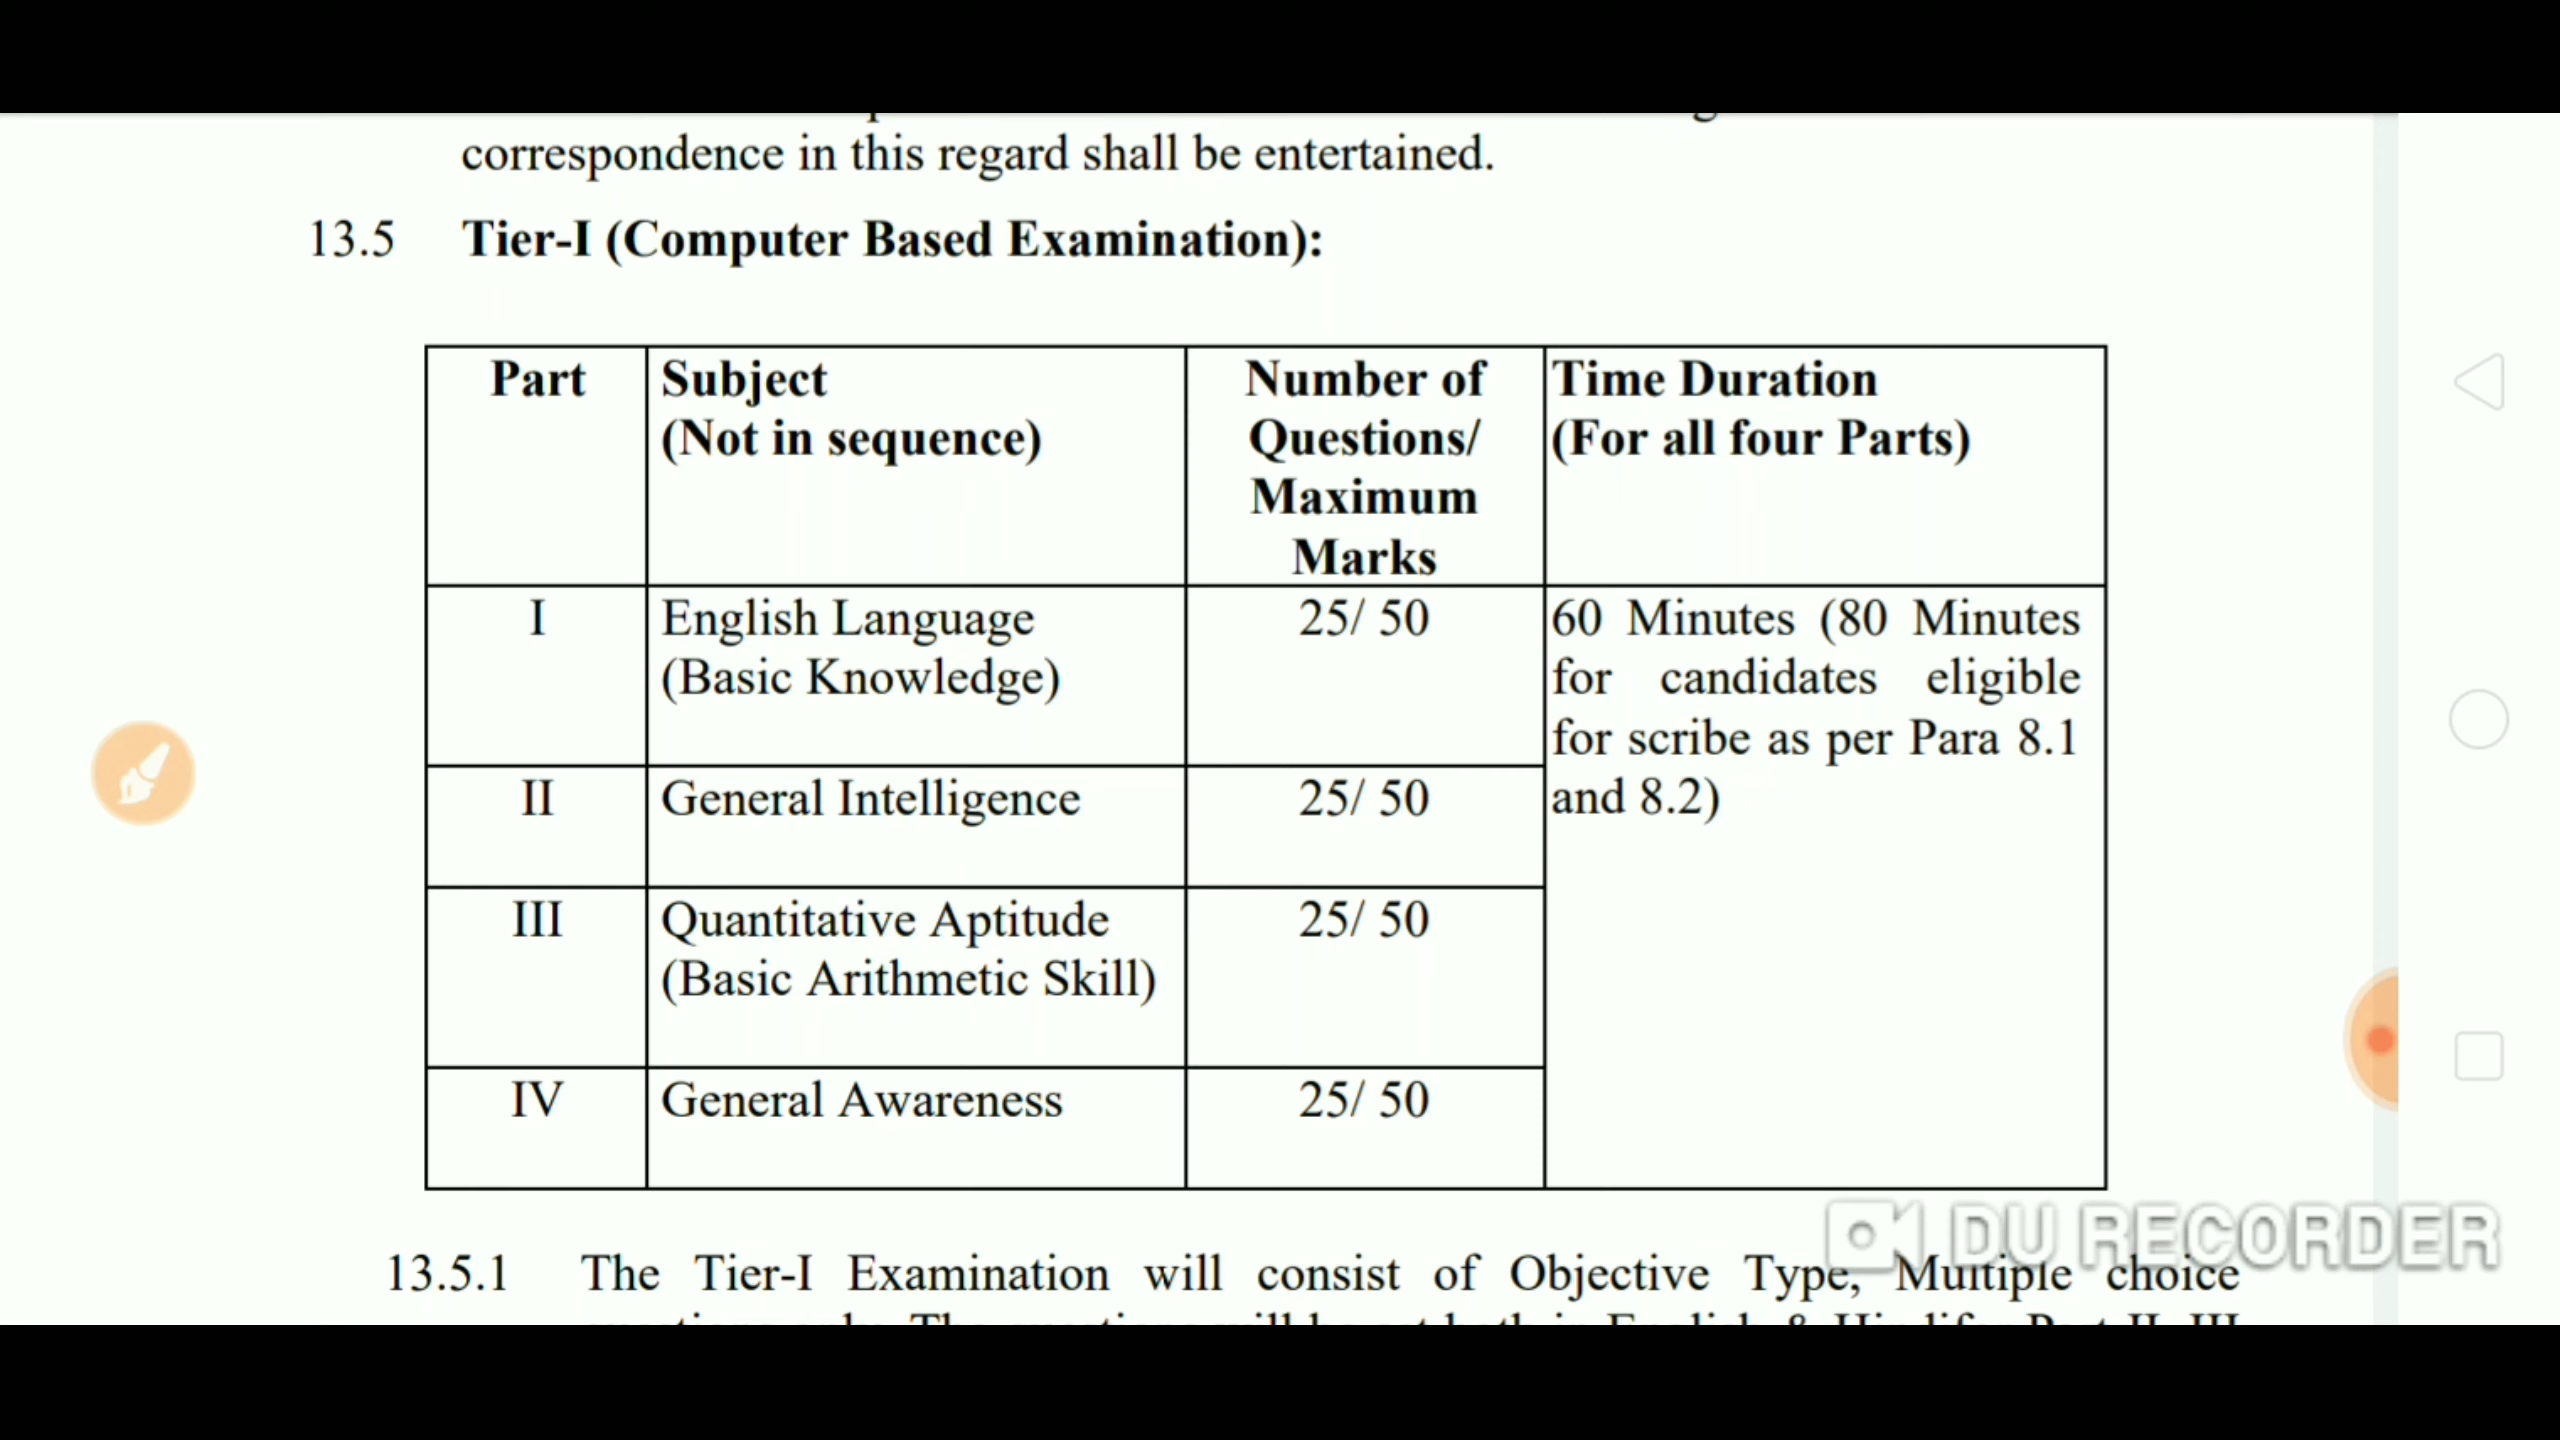 correspondence in this regard shall be entertained.
13.5 Tier-I (Computer Based Examination):
Part
Subject
(Not in sequence)
Number of
Questions/
Maximum
Marks
Time Duration
(For all four Parts)
I
English Language
(Basic Knowledge)
25/ 50
60 Minutes (80 Minutes
for candidates eligible
for scribe as per Para 8.1
and 8.2)
II
General Intelligence
25/ 50
III
Quantitative Aptitude
(Basic Arithmetic Skill)
25/ 50
IV
General Awareness
25/ 50
DU RECORDER
13.5.1 The Tier-I Examination will consist of Objective Type, Multiple choice